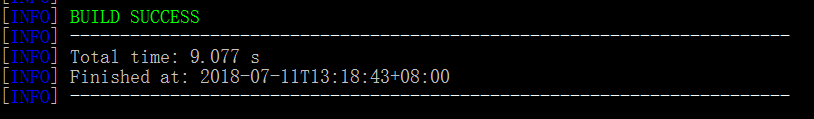 [INFO] BUILD SUCCESS
[INFO] ------------------------------------------------------------------------
[INFO] Total time: 9.077 s
[INFO] Finished at: 2018-07-11T13:18:43+08:00
[INFO] ------------------------------------------------------------------------